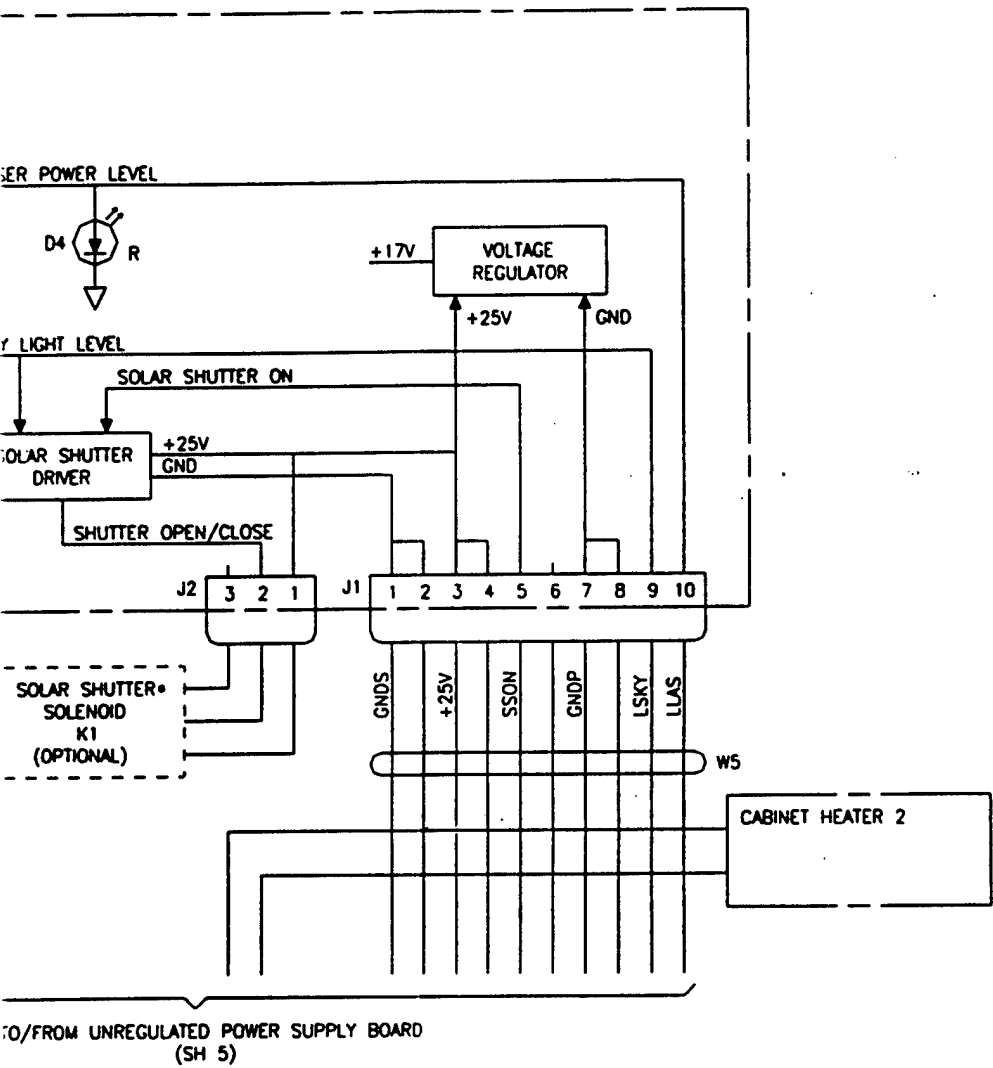 SER POWER LEVEL
D4
R
+17V
VOLTAGE
REGULATOR
+25V
GND
Y LIGHT LEVEL
SOLAR SHUTTER ON
SOLAR SHUTTER
DRIVER
+25V
GND
SHUTTER OPEN/CLOSE
J2
3 2 1
J1
1 2 3 4 5 6 7 8 9 10
SOLAR SHUTTER*
SOLENOID
K1
(OPTIONAL)
GNDS
+25V
SSON
GNDP
LSKY
LLAS
W5
CABINET HEATER 2
TO/FROM UNREGULATED POWER SUPPLY BOARD
(SH 5)